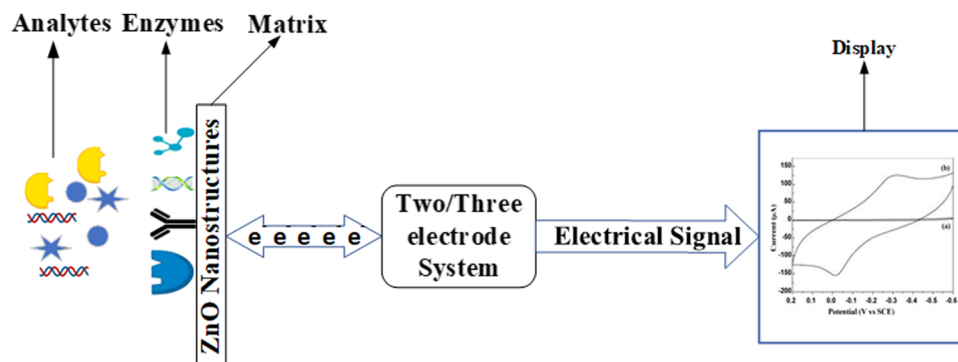 Analytes
Enzymes
Matrix
Display
ZnO Nanostructures
e e e e e
Two/Three
electrode
System
Electrical Signal
Current (µA)
150
100
50
0
-50
-100
-150
-200
(b)
(a)
0.2 0.1 0.0 -0.1 -0.2 -0.3 -0.4 -0.5 -0.6
Potential (V vs SCE)